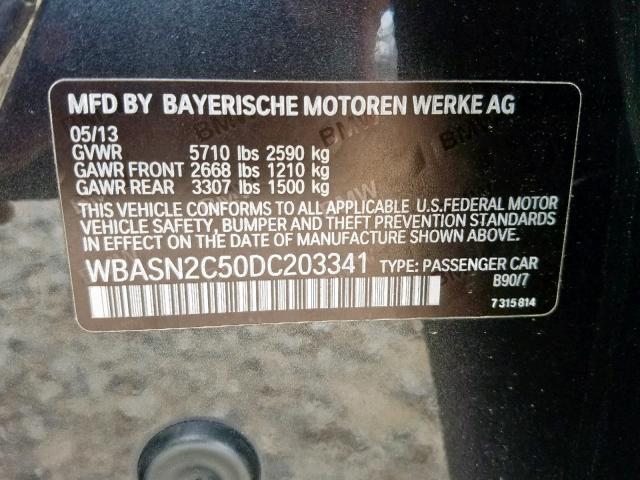 MFD BY BAYERISCHE MOTOREN WERKE AG
05/13
GVWR 5710 lbs 2590 kg
GAWR FRONT 2668 lbs 1210 kg
GAWR REAR 3307 lbs 1500 kg
THIS VEHICLE CONFORMS TO ALL APPLICABLE U.S.FEDERAL MOTOR
VEHICLE SAFETY, BUMPER AND THEFT PREVENTION STANDARDS
IN EFFECT ON THE DATE OF MANUFACTURE SHOWN ABOVE.
WBASN2C50DC203341 TYPE: PASSENGER CAR
B90/7
7 315 814